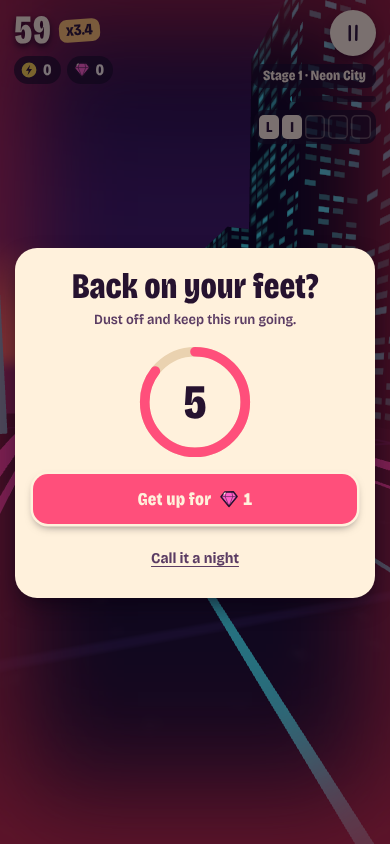 59 x3.4
0 0
Stage 1 · Neon City
L I
Back on your feet?
Dust off and keep this run going.
5
Get up for 1
Call it a night